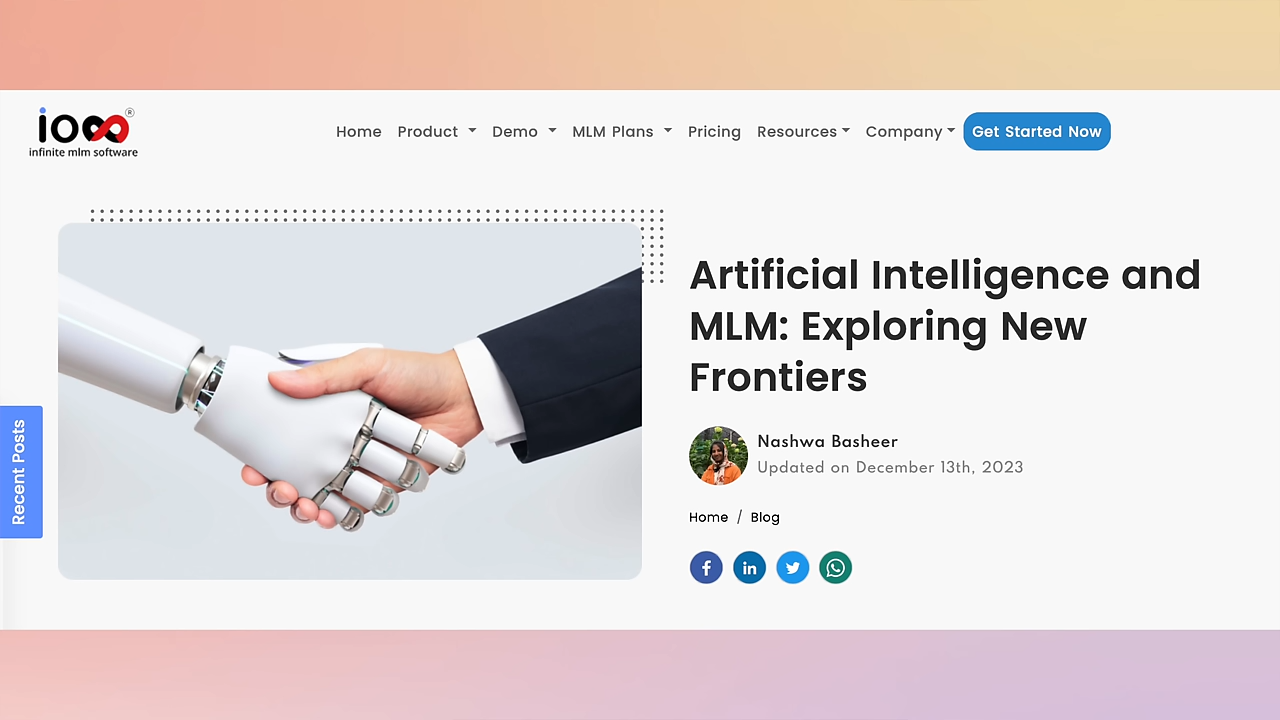 ioss ®
infinite mlm software
Home Product Demo MLM Plans Pricing Resources Company Get Started Now
Artificial Intelligence and
MLM: Exploring New
Frontiers
Nashwa Basheer
Updated on December 13th, 2023
Home / Blog
Recent Posts